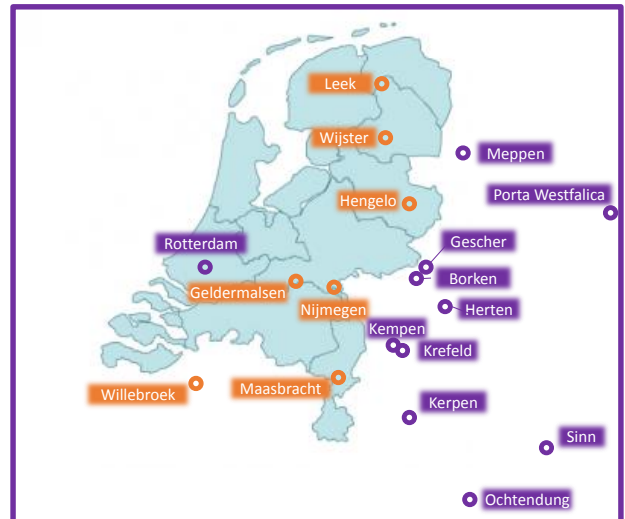 Leek
Wijster
Meppen
Porta Westfalica
Hengelo
Rotterdam
Gescher
Borken
Geldermalsen
Nijmegen
Herten
Kempen
Krefeld
Willebroek
Maasbracht
Kerpen
Sinn
Ochtendung